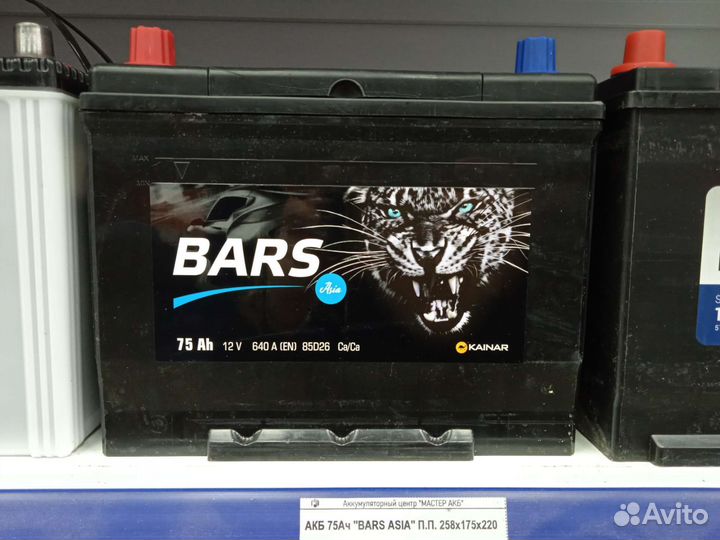 MAX
MIN
BARS
Asia
75 Ah 12 V 640 A (EN) 85D26 Ca/Ca
KAINAR
Аккумуляторный центр "МАСТЕР АКБ"
АКБ 75Ач "BARS ASIA" П.П. 258x175x220
Avito